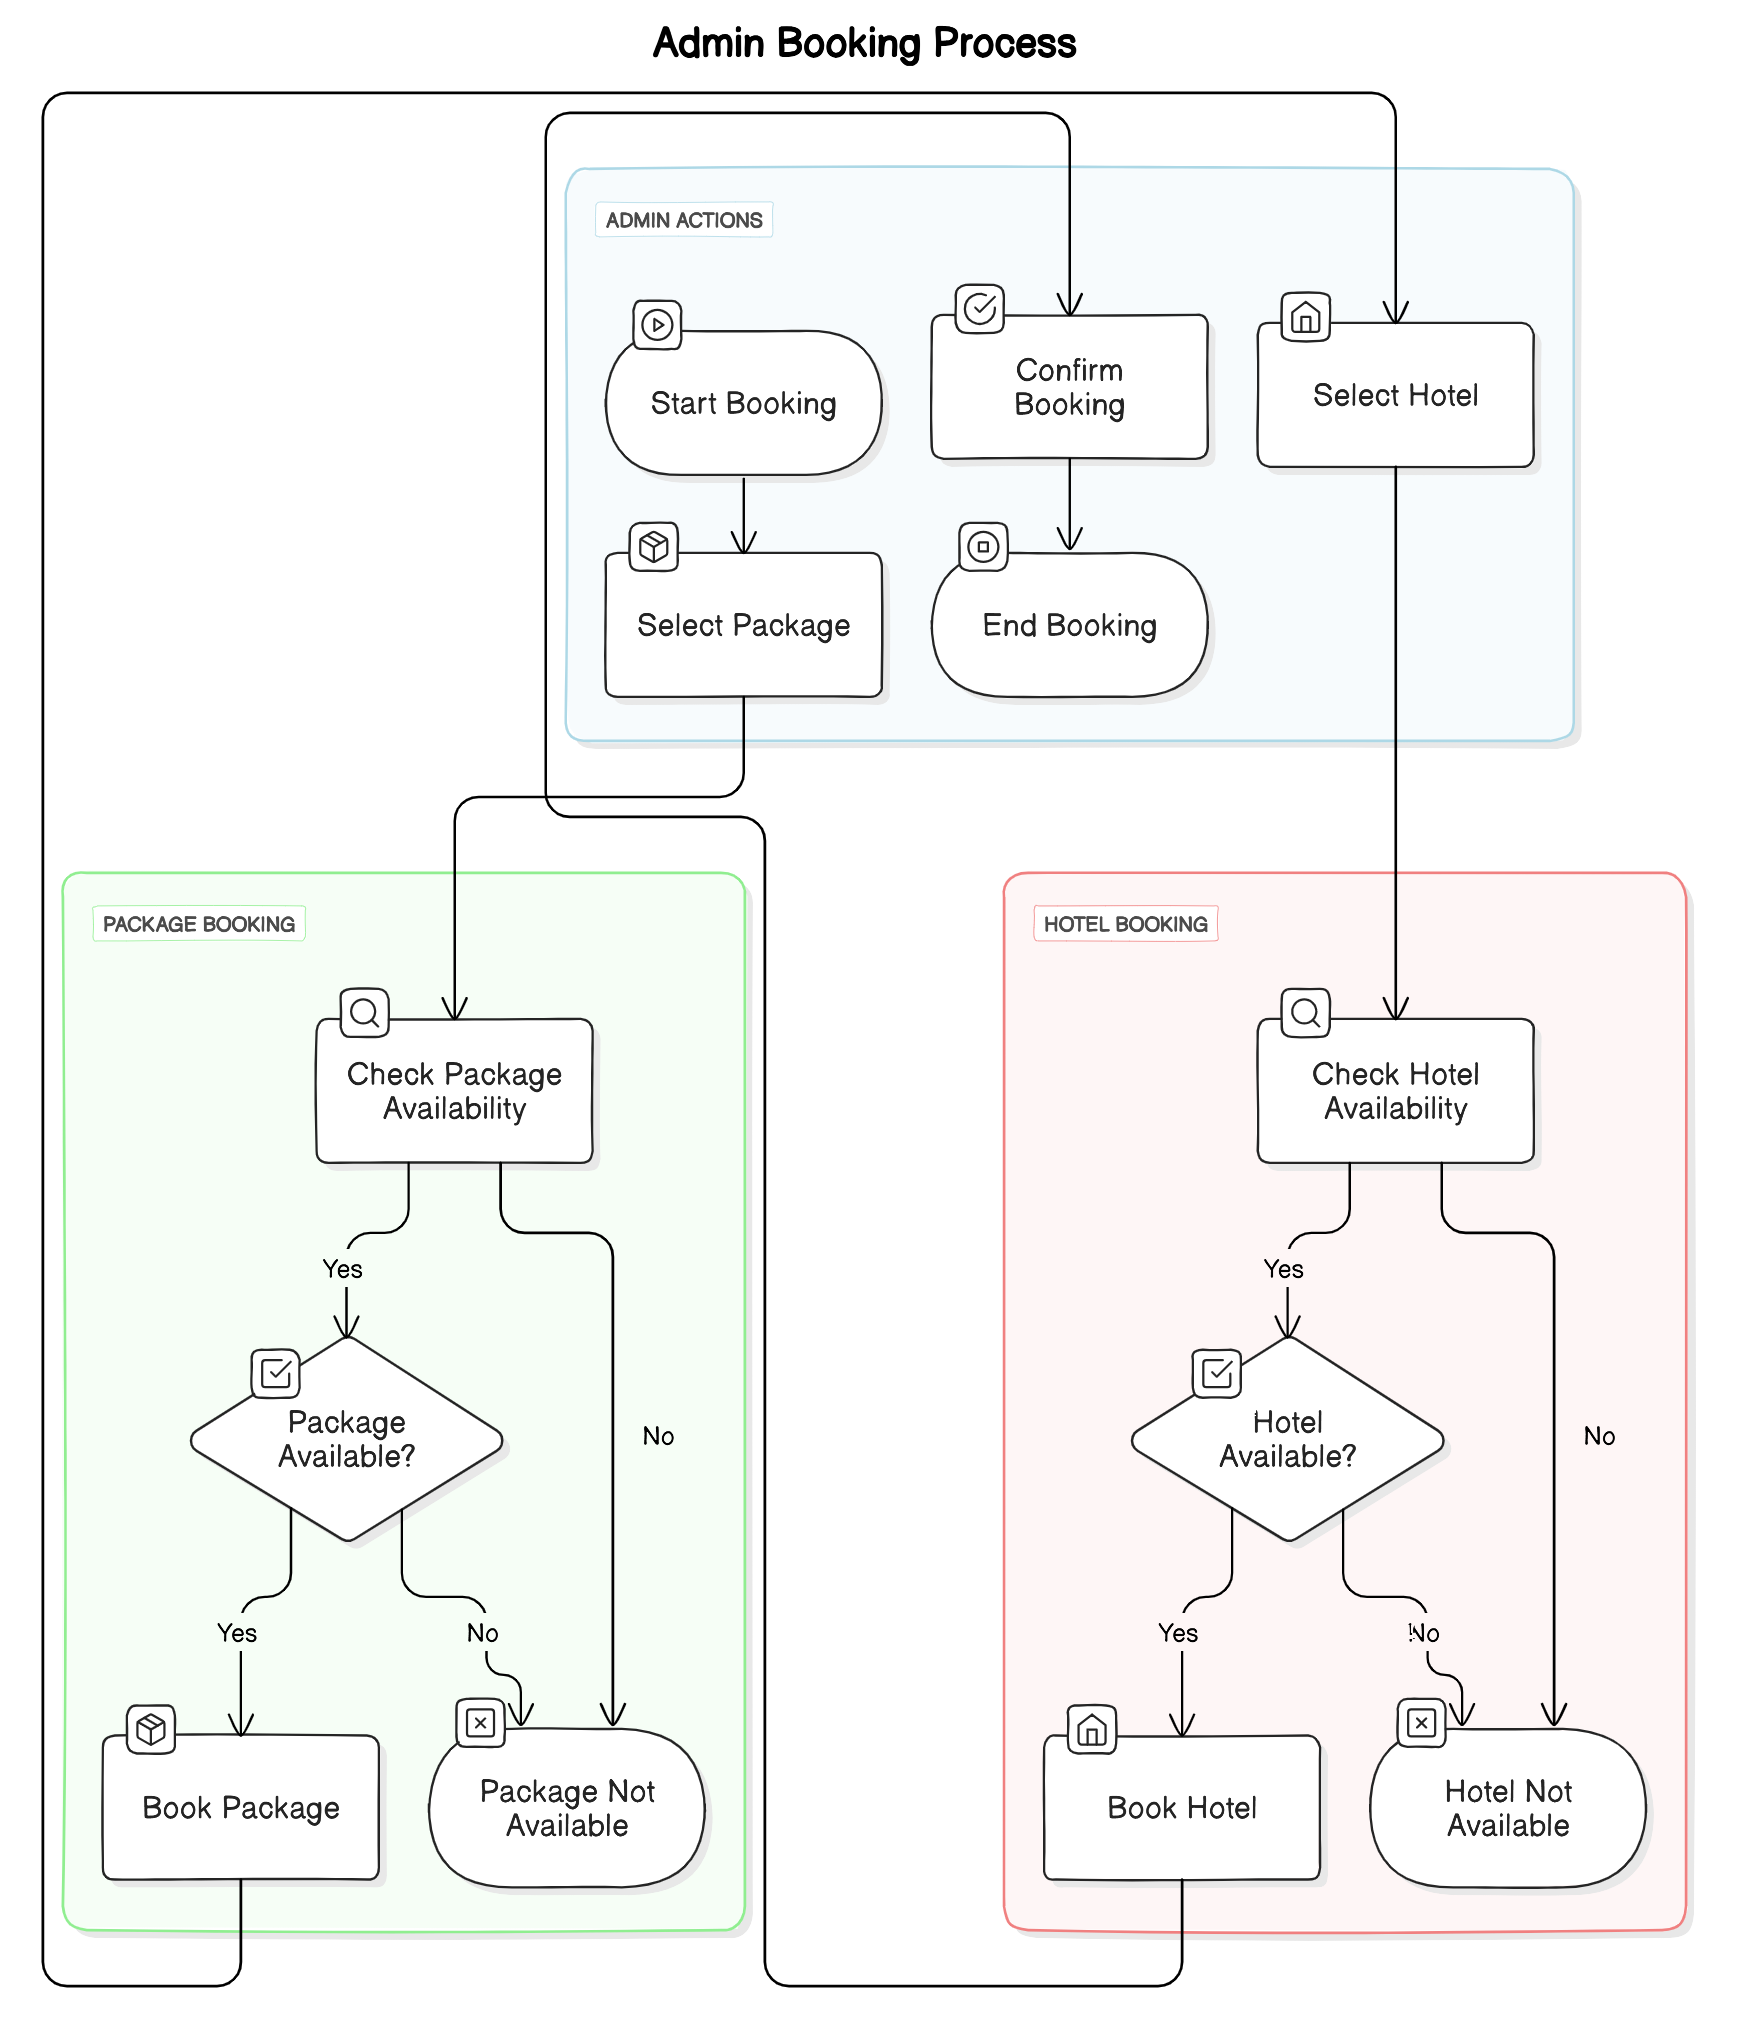 Admin Booking Process
ADMIN ACTIONS
Start Booking
Confirm
Booking
Select Hotel
Select Package
End Booking
PACKAGE BOOKING
Check Package
Availability
Yes
Package
Available?
No
Yes
No
Book Package
Package Not
Available
HOTEL BOOKING
Check Hotel
Availability
Yes
Hotel
Available?
No
Yes
No
Book Hotel
Hotel Not
Available